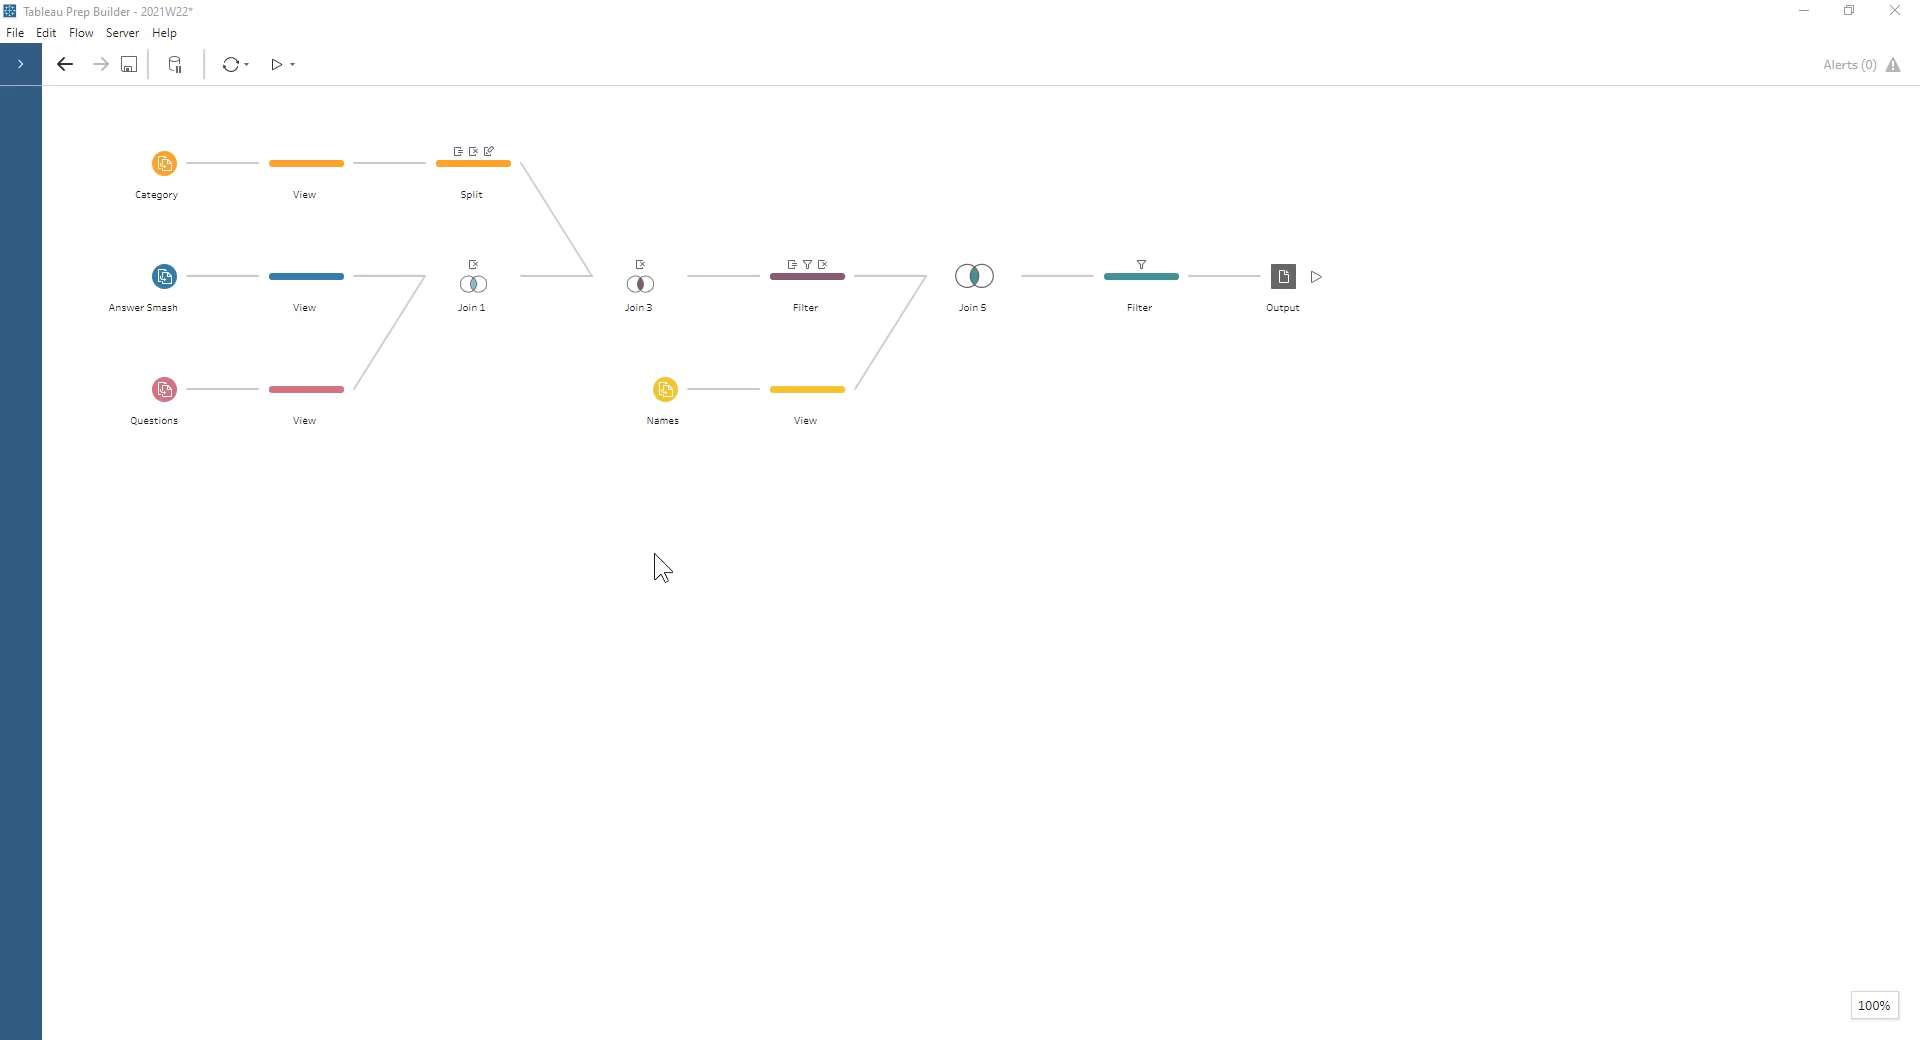 Tableau Prep Builder - 2021W22*
File Edit Flow Server Help
Alerts (0)
Category View Split
Answer Smash View Join 1 Join 3 Filter Join 5 Filter Output
Questions View Names View
100%